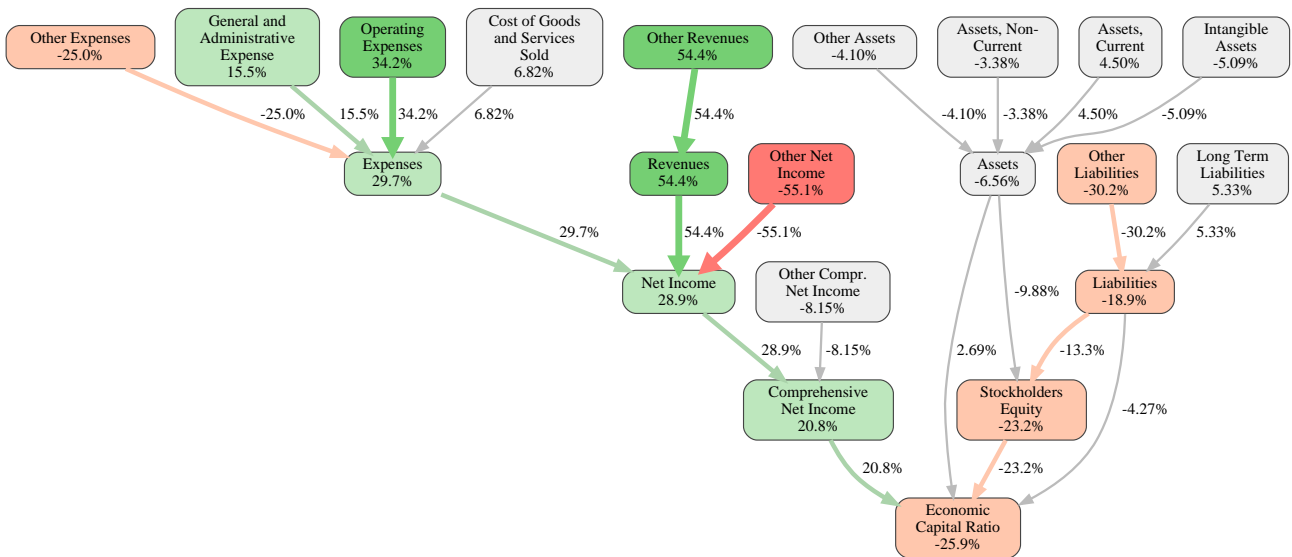 Other Expenses
-25.0%
General and
Administrative
Expense
15.5%
Operating
Expenses
34.2%
Cost of Goods
and Services
Sold
6.82%
Other Revenues
54.4%
Other Assets
-4.10%
Assets, Non-
Current
-3.38%
Assets,
Current
4.50%
Intangible
Assets
-5.09%
-25.0%
15.5%
34.2%
6.82%
54.4%
-4.10%
-3.38%
4.50%
-5.09%
Expenses
29.7%
Revenues
54.4%
Other Net
Income
-55.1%
Assets
-6.56%
Other
Liabilities
-30.2%
Long Term
Liabilities
5.33%
29.7%
54.4%
-55.1%
-30.2%
5.33%
Net Income
28.9%
Other Compr.
Net Income
-8.15%
-9.88%
Liabilities
-18.9%
28.9%
-8.15%
2.69%
-13.3%
Comprehensive
Net Income
20.8%
Stockholders
Equity
-23.2%
-4.27%
20.8%
-23.2%
Economic
Capital Ratio
-25.9%